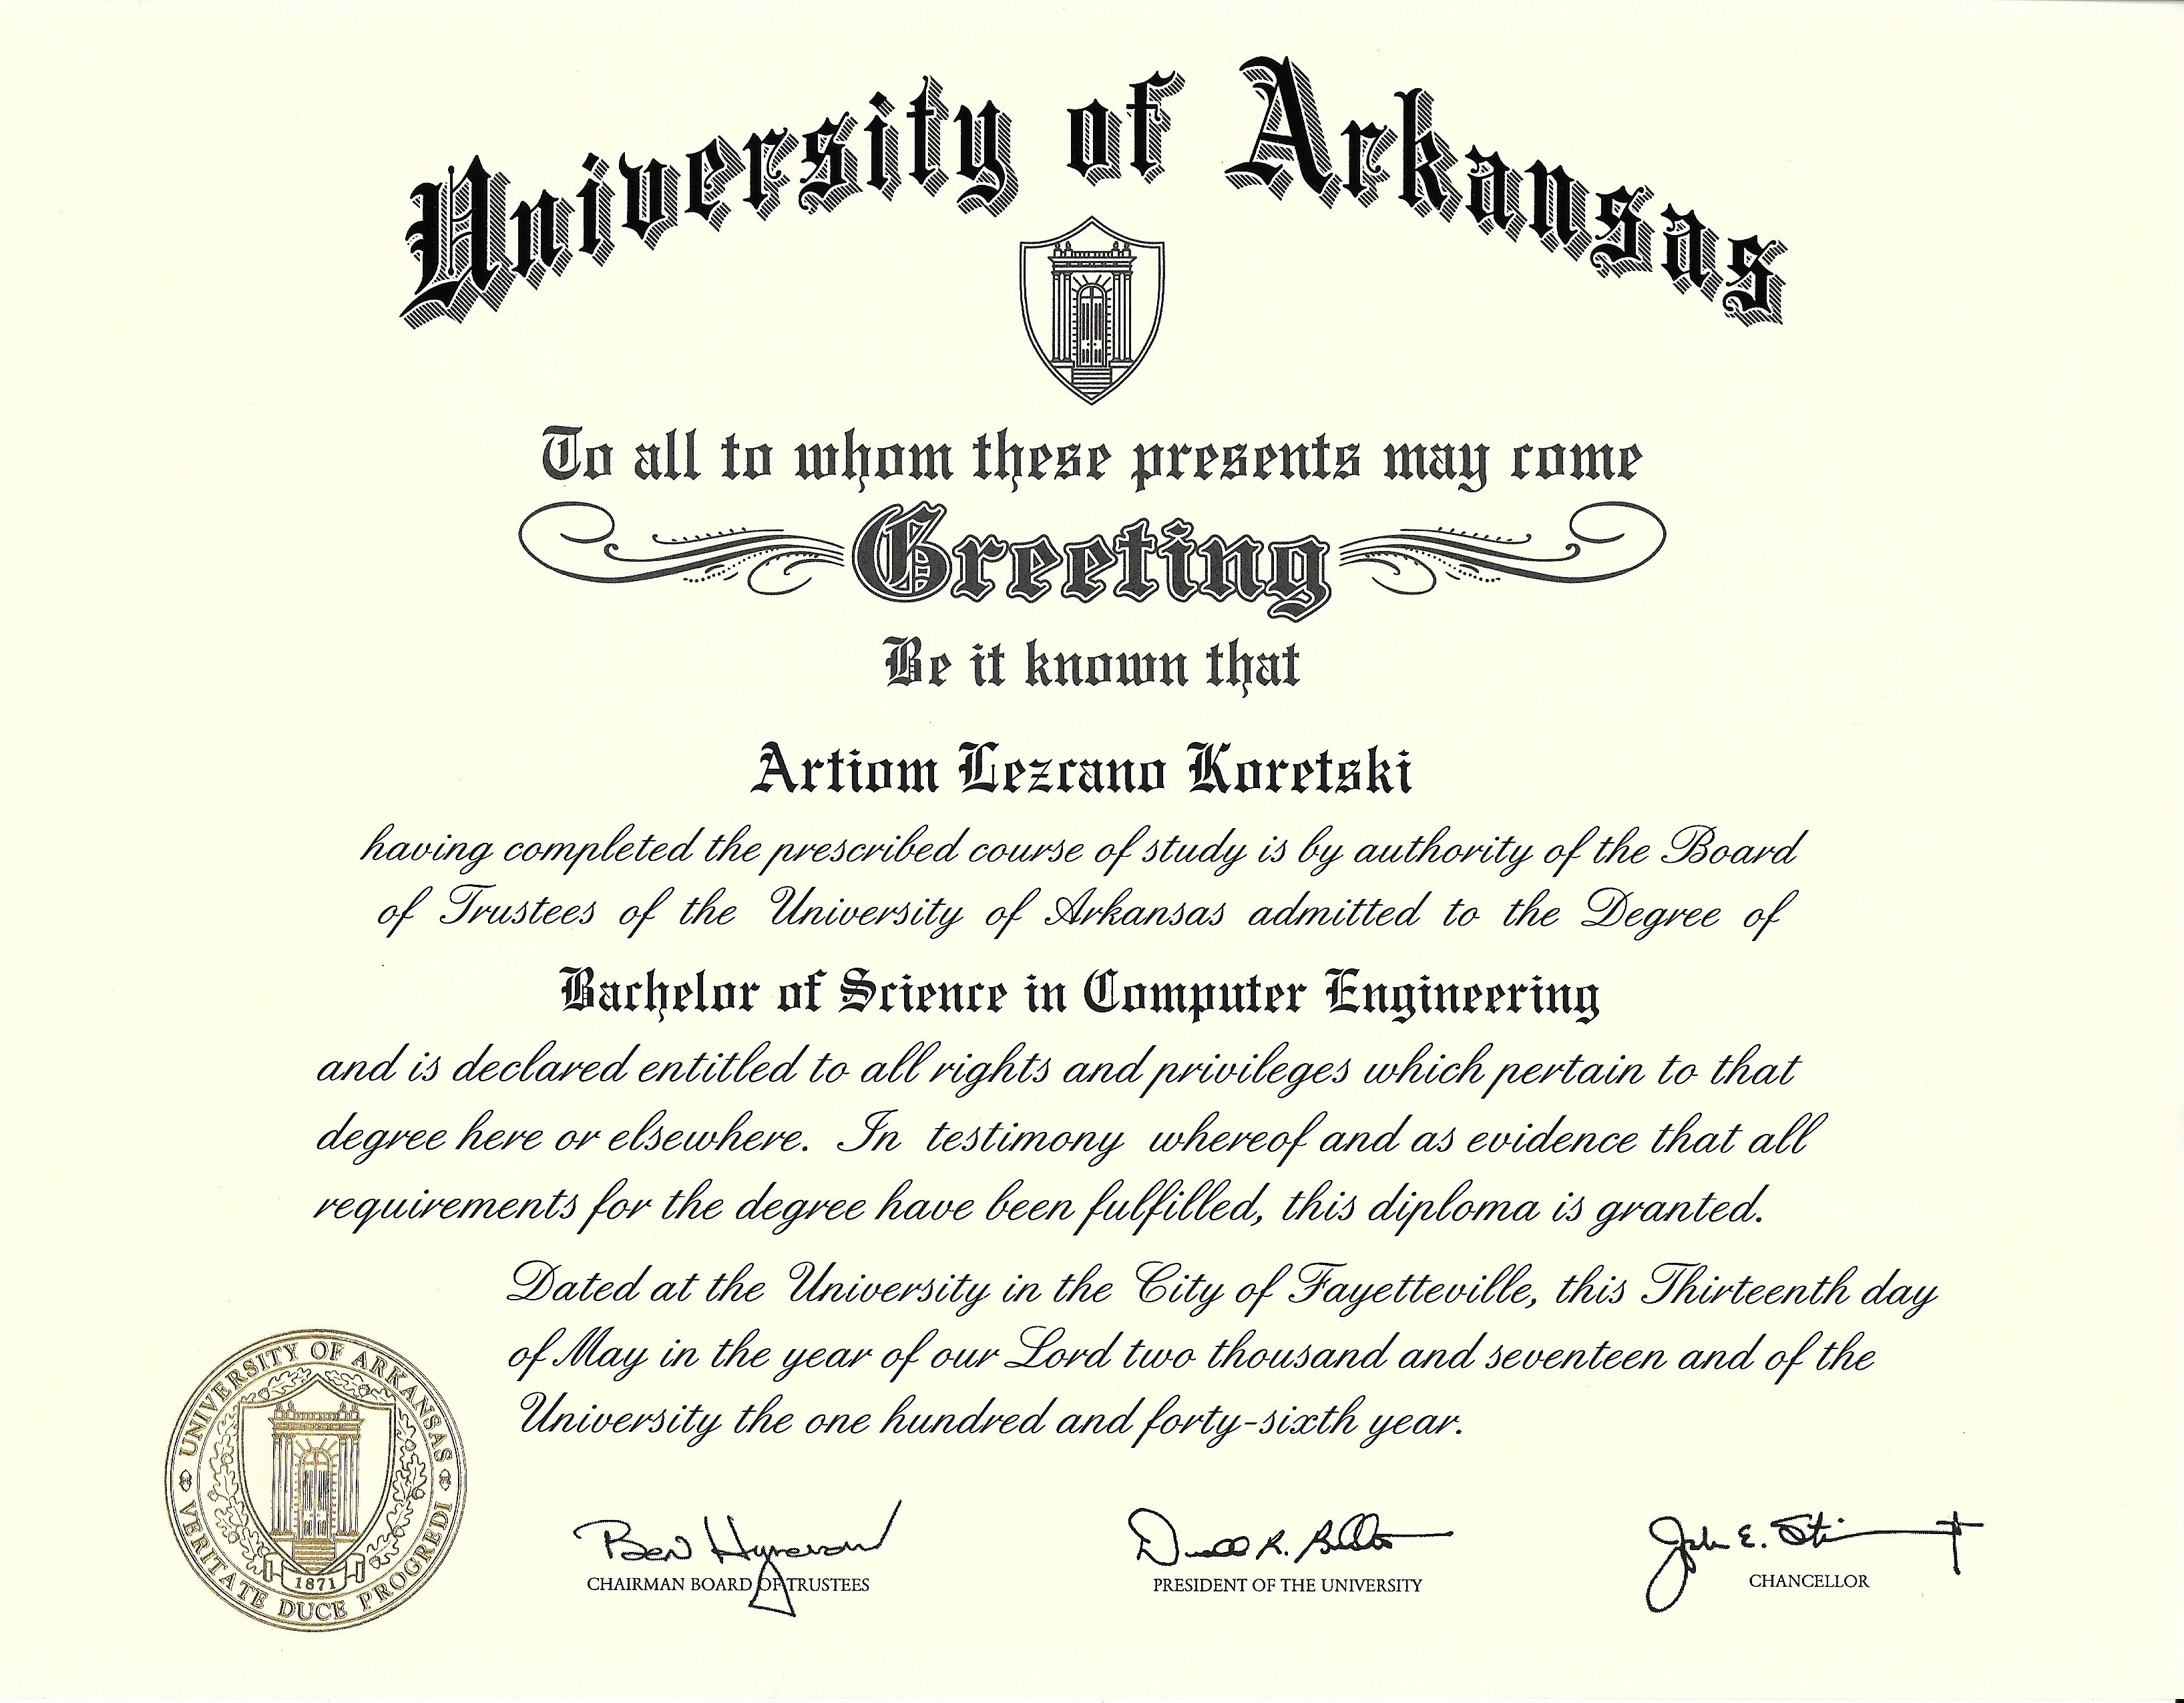 University of Arkansas
To all to whom these presents may come
Greeting
Be it known that
Artiom Lezcano Koretski
having completed the prescribed course of study is by authority of the Board
of Trustees of the University of Arkansas admitted to the Degree of
Bachelor of Science in Computer Engineering
and is declared entitled to all rights and privileges which pertain to that
degree here or elsewhere. In testimony whereof and as evidence that all
requirements for the degree have been fulfilled, this diploma is granted.
Dated at the University in the City of Fayetteville, this Thirteenth day
of May in the year of our Lord two thousand and seventeen and of the
University the one hundred and forty-sixth year.
UNIVERSITY OF ARKANSAS
VERITATE DUCE PROGREDI
1871
Ben
CHAIRMAN BOARD OF TRUSTEES
PRESIDENT OF THE UNIVERSITY
John E.
CHANCELLOR